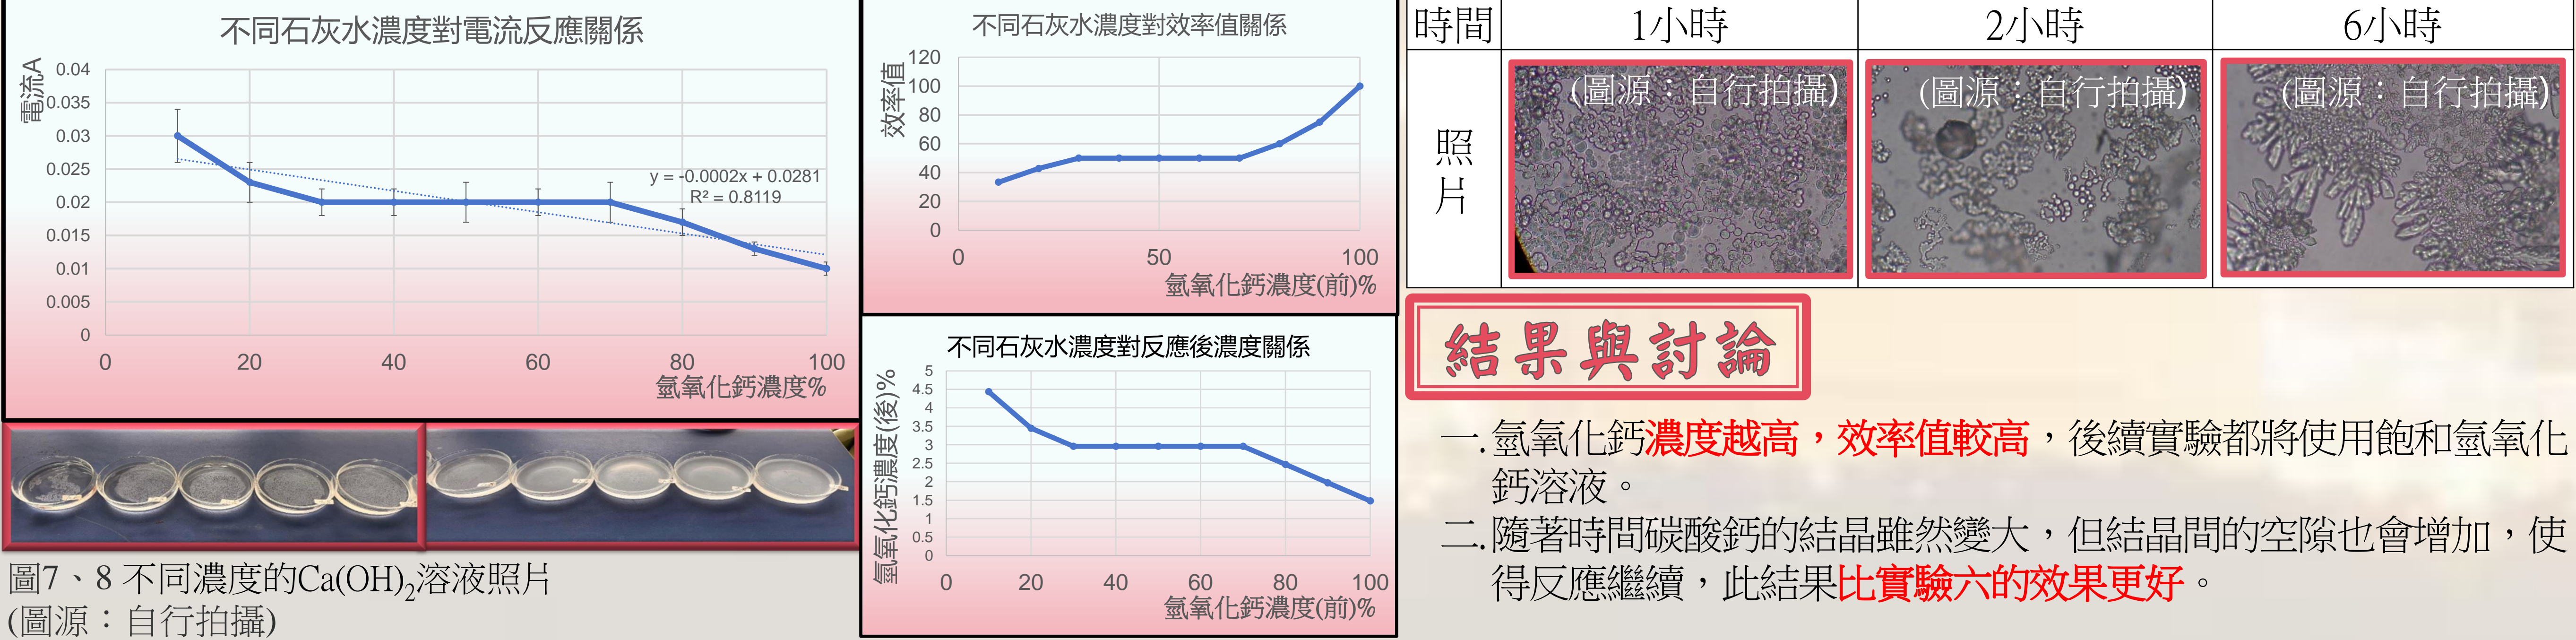 不同石灰水濃度對電流反應關係
電流A
0.04
0.035
0.03
0.025
0.02
0.015
0.01
0.005
0
y = -0.0002x + 0.0281
R² = 0.8119
0 20 40 60 80 100
氫氧化鈣濃度%
圖7、8 不同濃度的Ca(OH)₂溶液照片
(圖源：自行拍攝)
不同石灰水濃度對效率值關係
效率值
120
100
80
60
40
20
0
0 50 100
氫氧化鈣濃度(前)%
不同石灰水濃度對反應後濃度關係
氫氧化鈣濃度(後)%
5
4.5
4
3.5
3
2.5
2
1.5
1
0.5
0
0 20 40 60 80 100
氫氧化鈣濃度(前)%
時間 1小時 2小時 6小時
照片
(圖源：自行拍攝) (圖源：自行拍攝) (圖源：自行拍攝)
結果與討論
一.氫氧化鈣濃度越高，效率值較高，後續實驗都將使用飽和氫氧化
鈣溶液。
二.隨著時間碳酸鈣的結晶雖然變大，但結晶間的空隙也會增加，使
得反應繼續，此結果比實驗六的效果更好。